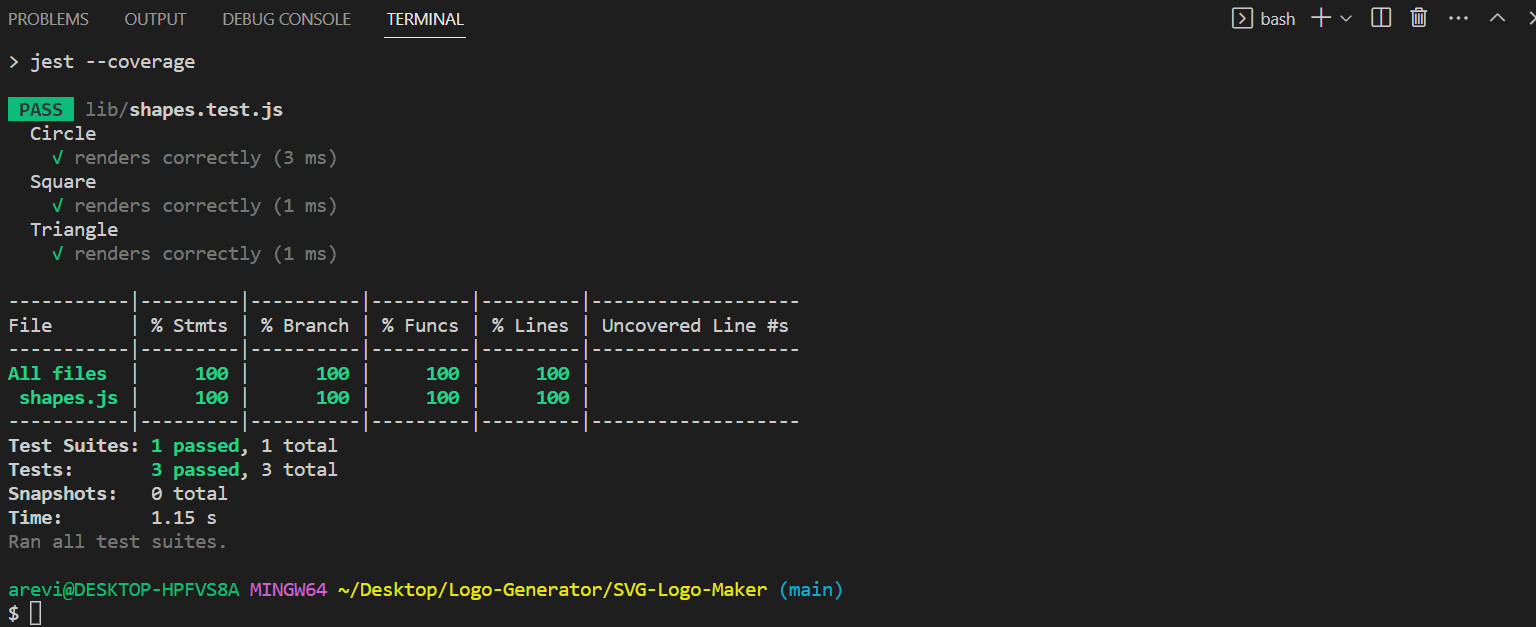 PROBLEMS OUTPUT DEBUG CONSOLE TERMINAL bash
> jest --coverage
PASS lib/shapes.test.js
Circle
√ renders correctly (3 ms)
Square
√ renders correctly (1 ms)
Triangle
√ renders correctly (1 ms)
-----------|---------|----------|---------|---------|-------------------
File       | % Stmts | % Branch | % Funcs | % Lines | Uncovered Line #s
-----------|---------|----------|---------|---------|-------------------
All files  |     100 |      100 |     100 |     100 |
 shapes.js |     100 |      100 |     100 |     100 |
-----------|---------|----------|---------|---------|-------------------
Test Suites: 1 passed, 1 total
Tests:       3 passed, 3 total
Snapshots:   0 total
Time:        1.15 s
Ran all test suites.
arevi@DESKTOP-HPFVS8A MINGW64 ~/Desktop/Logo-Generator/SVG-Logo-Maker (main)
$